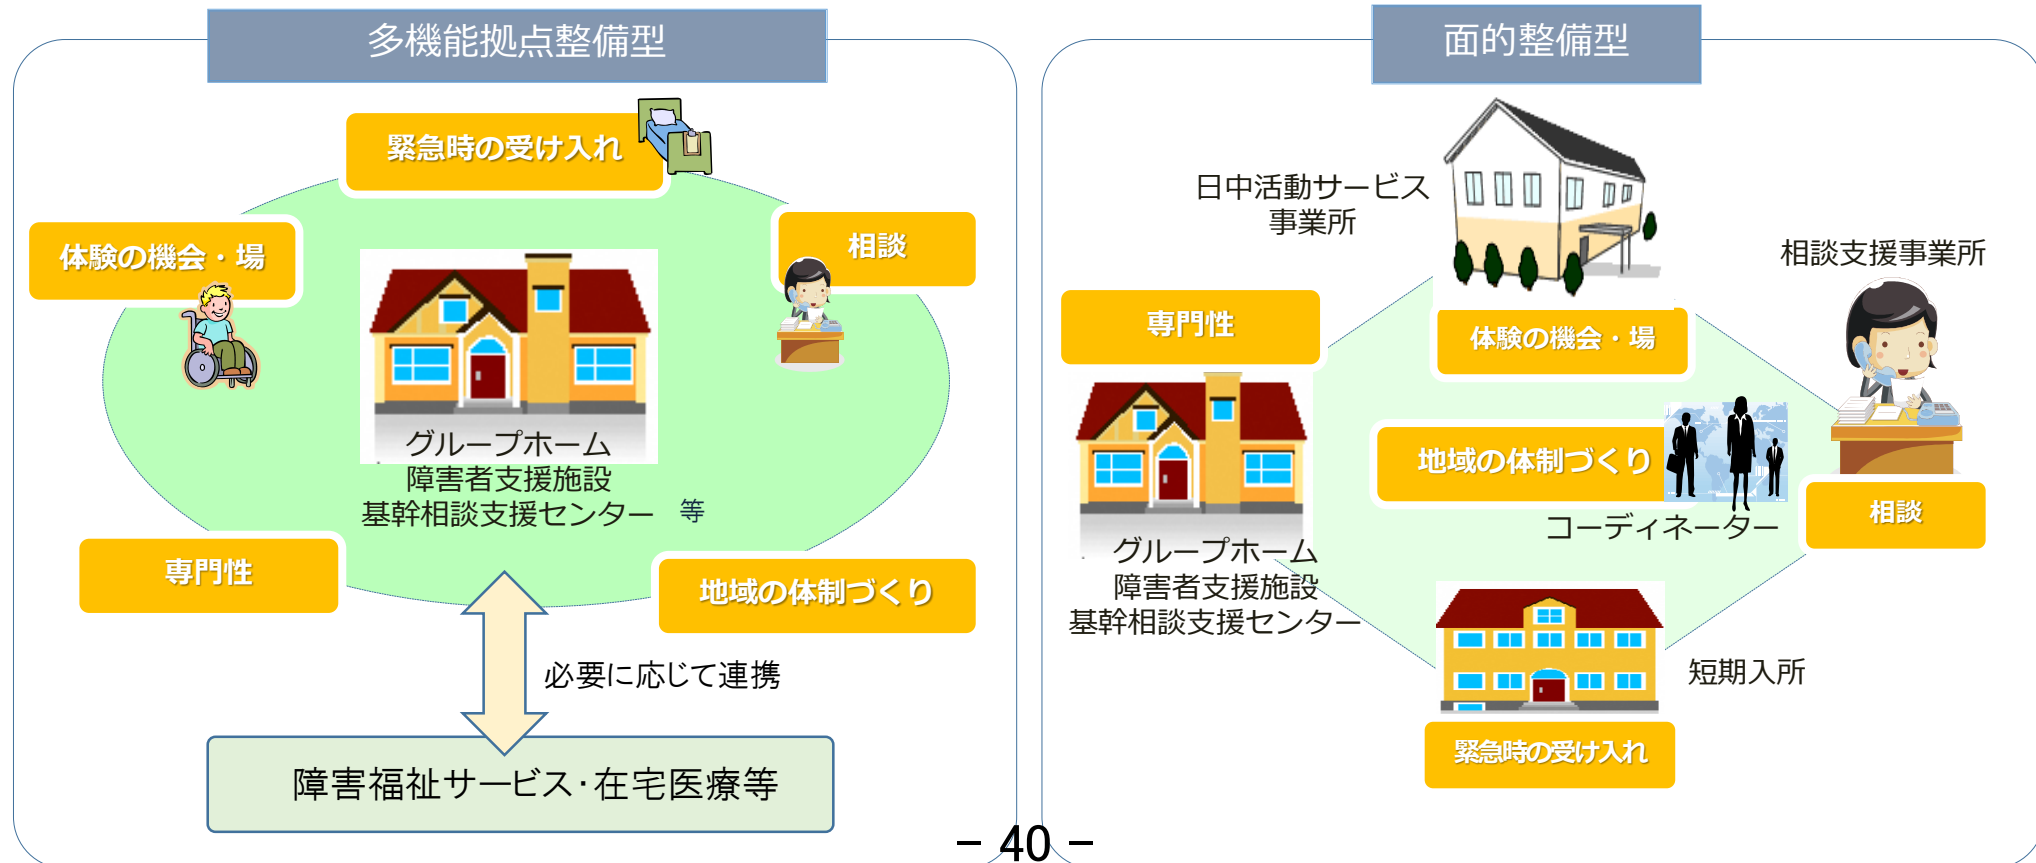 多機能拠点整備型
緊急時の受け入れ
体験の機会・場
相談
グループホーム
障害者支援施設
基幹相談支援センター 等
専門性
地域の体制づくり
必要に応じて連携
障害福祉サービス・在宅医療等
面的整備型
日中活動サービス
事業所
相談支援事業所
専門性
体験の機会・場
地域の体制づくり
コーディネーター
相談
グループホーム
障害者支援施設
基幹相談支援センター
短期入所
緊急時の受け入れ
- 40 -